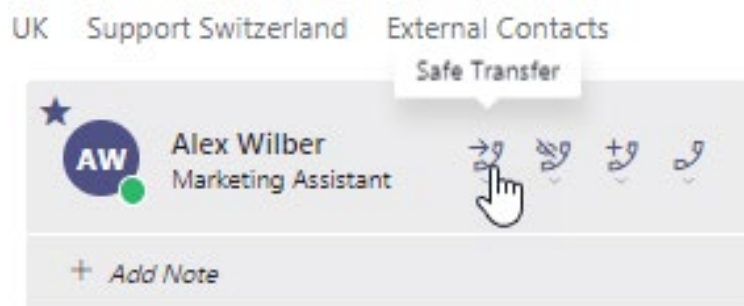 UK Support Switzerland External Contacts
Safe Transfer
Alex Wilber
AW
Marketing Assistant
+ Add Note